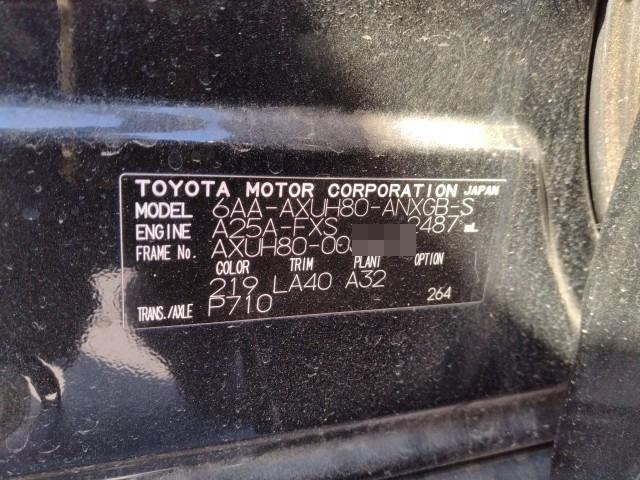 TOYOTA MOTOR CORPORATION JAPAN
MODEL 6AA-AXUH80-ANXGB-S
ENGINE A25A-FXS 2487 mL
FRAME No. AXUH80-00
COLOR TRIM PLANT OPTION
219 LA40 A32
TRANS./AXLE P710 264